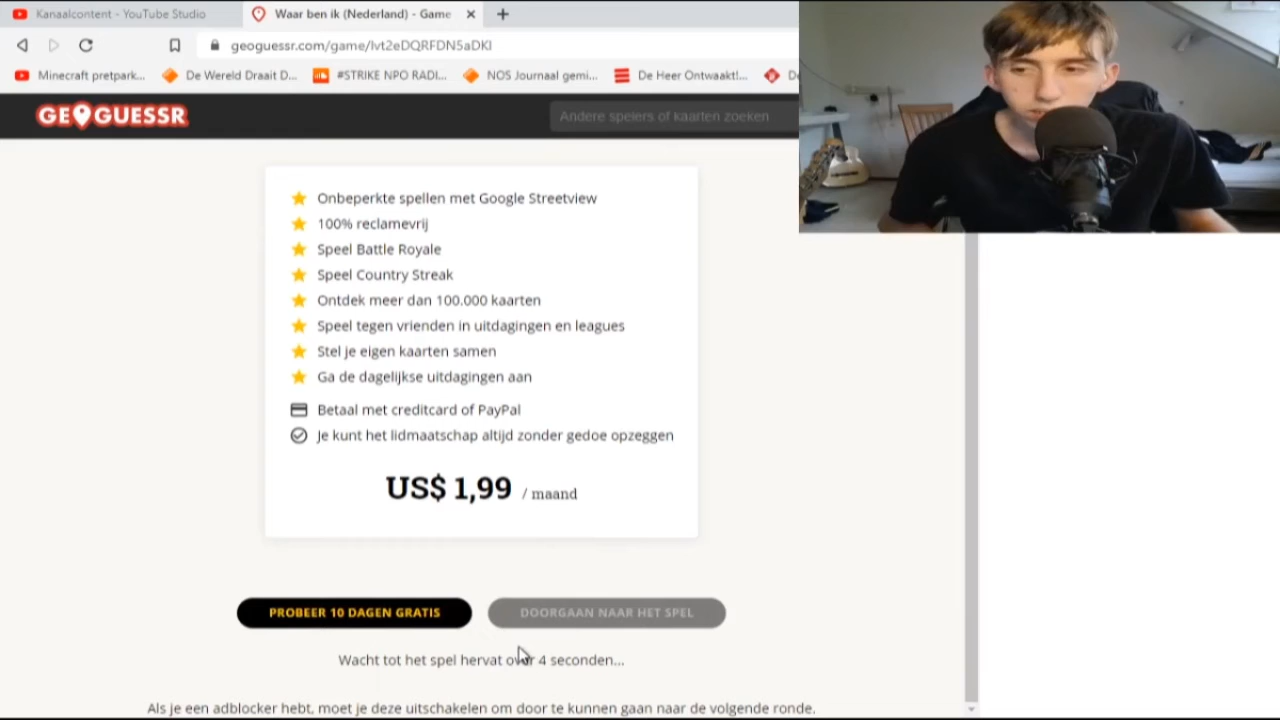 Kanaalcontent - YouTube Studio
Waar ben ik (Nederland) - Game
geoguessr.com/game/lvt2eDQRFDN5aDKl
Minecraft pretpark...
De Wereld Draait D...
#STRIKE NPO RADI...
NOS Journaal gemi...
De Heer Ontwaakt!...
De
GEOGUESSR
Andere spelers of kaarten zoeken
Onbeperkte spellen met Google Streetview
100% reclamevrij
Speel Battle Royale
Speel Country Streak
Ontdek meer dan 100.000 kaarten
Speel tegen vrienden in uitdagingen en leagues
Stel je eigen kaarten samen
Ga de dagelijkse uitdagingen aan
Betaal met creditcard of PayPal
Je kunt het lidmaatschap altijd zonder gedoe opzeggen
US$ 1,99 / maand
PROBEER 10 DAGEN GRATIS
DOORGAAN NAAR HET SPEL
Wacht tot het spel hervat over 4 seconden...
Als je een adblocker hebt, moet je deze uitschakelen om door te kunnen gaan naar de volgende ronde.